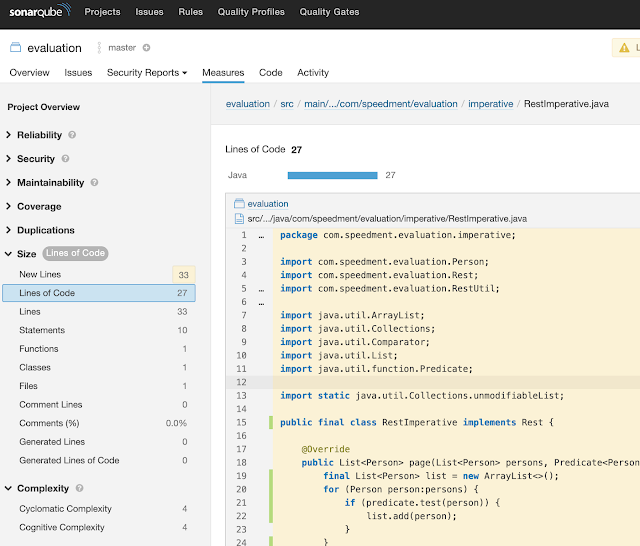 sonarqube Projects Issues Rules Quality Profiles Quality Gates
evaluation master
Overview Issues Security Reports Measures Code Activity
Project Overview
Reliability
Security
Maintainability
Coverage
Duplications
Size Lines of Code
New Lines 33
Lines of Code 27
Lines 33
Statements 10
Functions 1
Classes 1
Files 1
Comment Lines 0
Comments (%) 0.0%
Generated Lines 0
Generated Lines of Code 0
Complexity
Cyclomatic Complexity 4
Cognitive Complexity 4
evaluation / src / main/.../com/speedment/evaluation / imperative / RestImperative.java
Lines of Code 27
Java 27
evaluation
src/.../java/com/speedment/evaluation/imperative/RestImperative.java
1 … package com.speedment.evaluation.imperative;
2
3 import com.speedment.evaluation.Person;
4 import com.speedment.evaluation.Rest;
5 … import com.speedment.evaluation.RestUtil;
6 …
7 import java.util.ArrayList;
8 import java.util.Collections;
9 import java.util.Comparator;
10 import java.util.List;
11 import java.util.function.Predicate;
12
13 import static java.util.Collections.unmodifiableList;
14
15 public final class RestImperative implements Rest {
16
17 @Override
18 public List<Person> page(List<Person> persons, Predicate<Person
19 final List<Person> list = new ArrayList<>();
20 for (Person person:persons) {
21 if (predicate.test(person)) {
22 list.add(person);
23 }
24 }